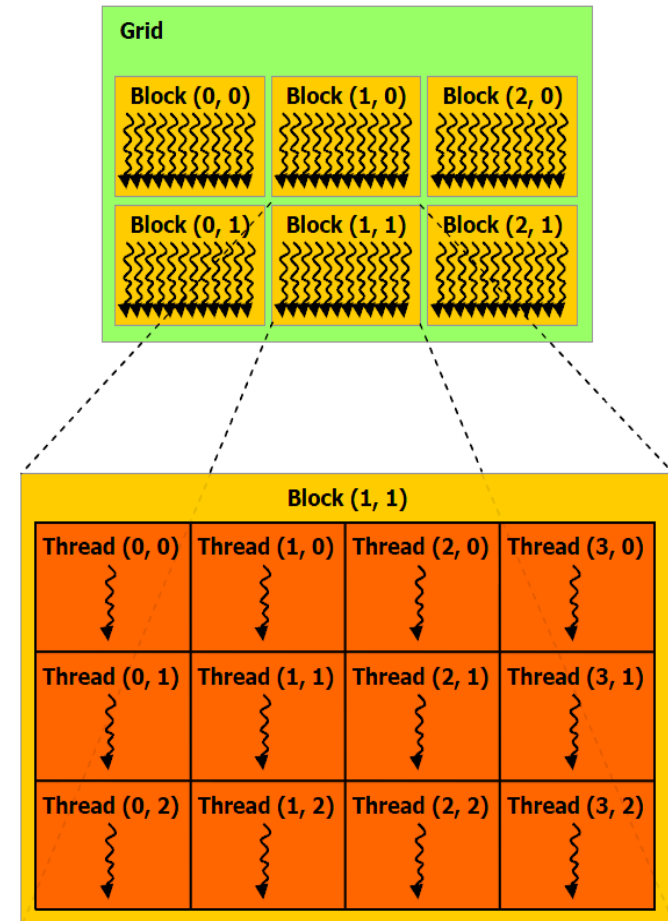 Grid
Block (0, 0) Block (1, 0) Block (2, 0)
Block (0, 1) Block (1, 1) Block (2, 1)
Block (1, 1)
Thread (0, 0) Thread (1, 0) Thread (2, 0) Thread (3, 0)
Thread (0, 1) Thread (1, 1) Thread (2, 1) Thread (3, 1)
Thread (0, 2) Thread (1, 2) Thread (2, 2) Thread (3, 2)